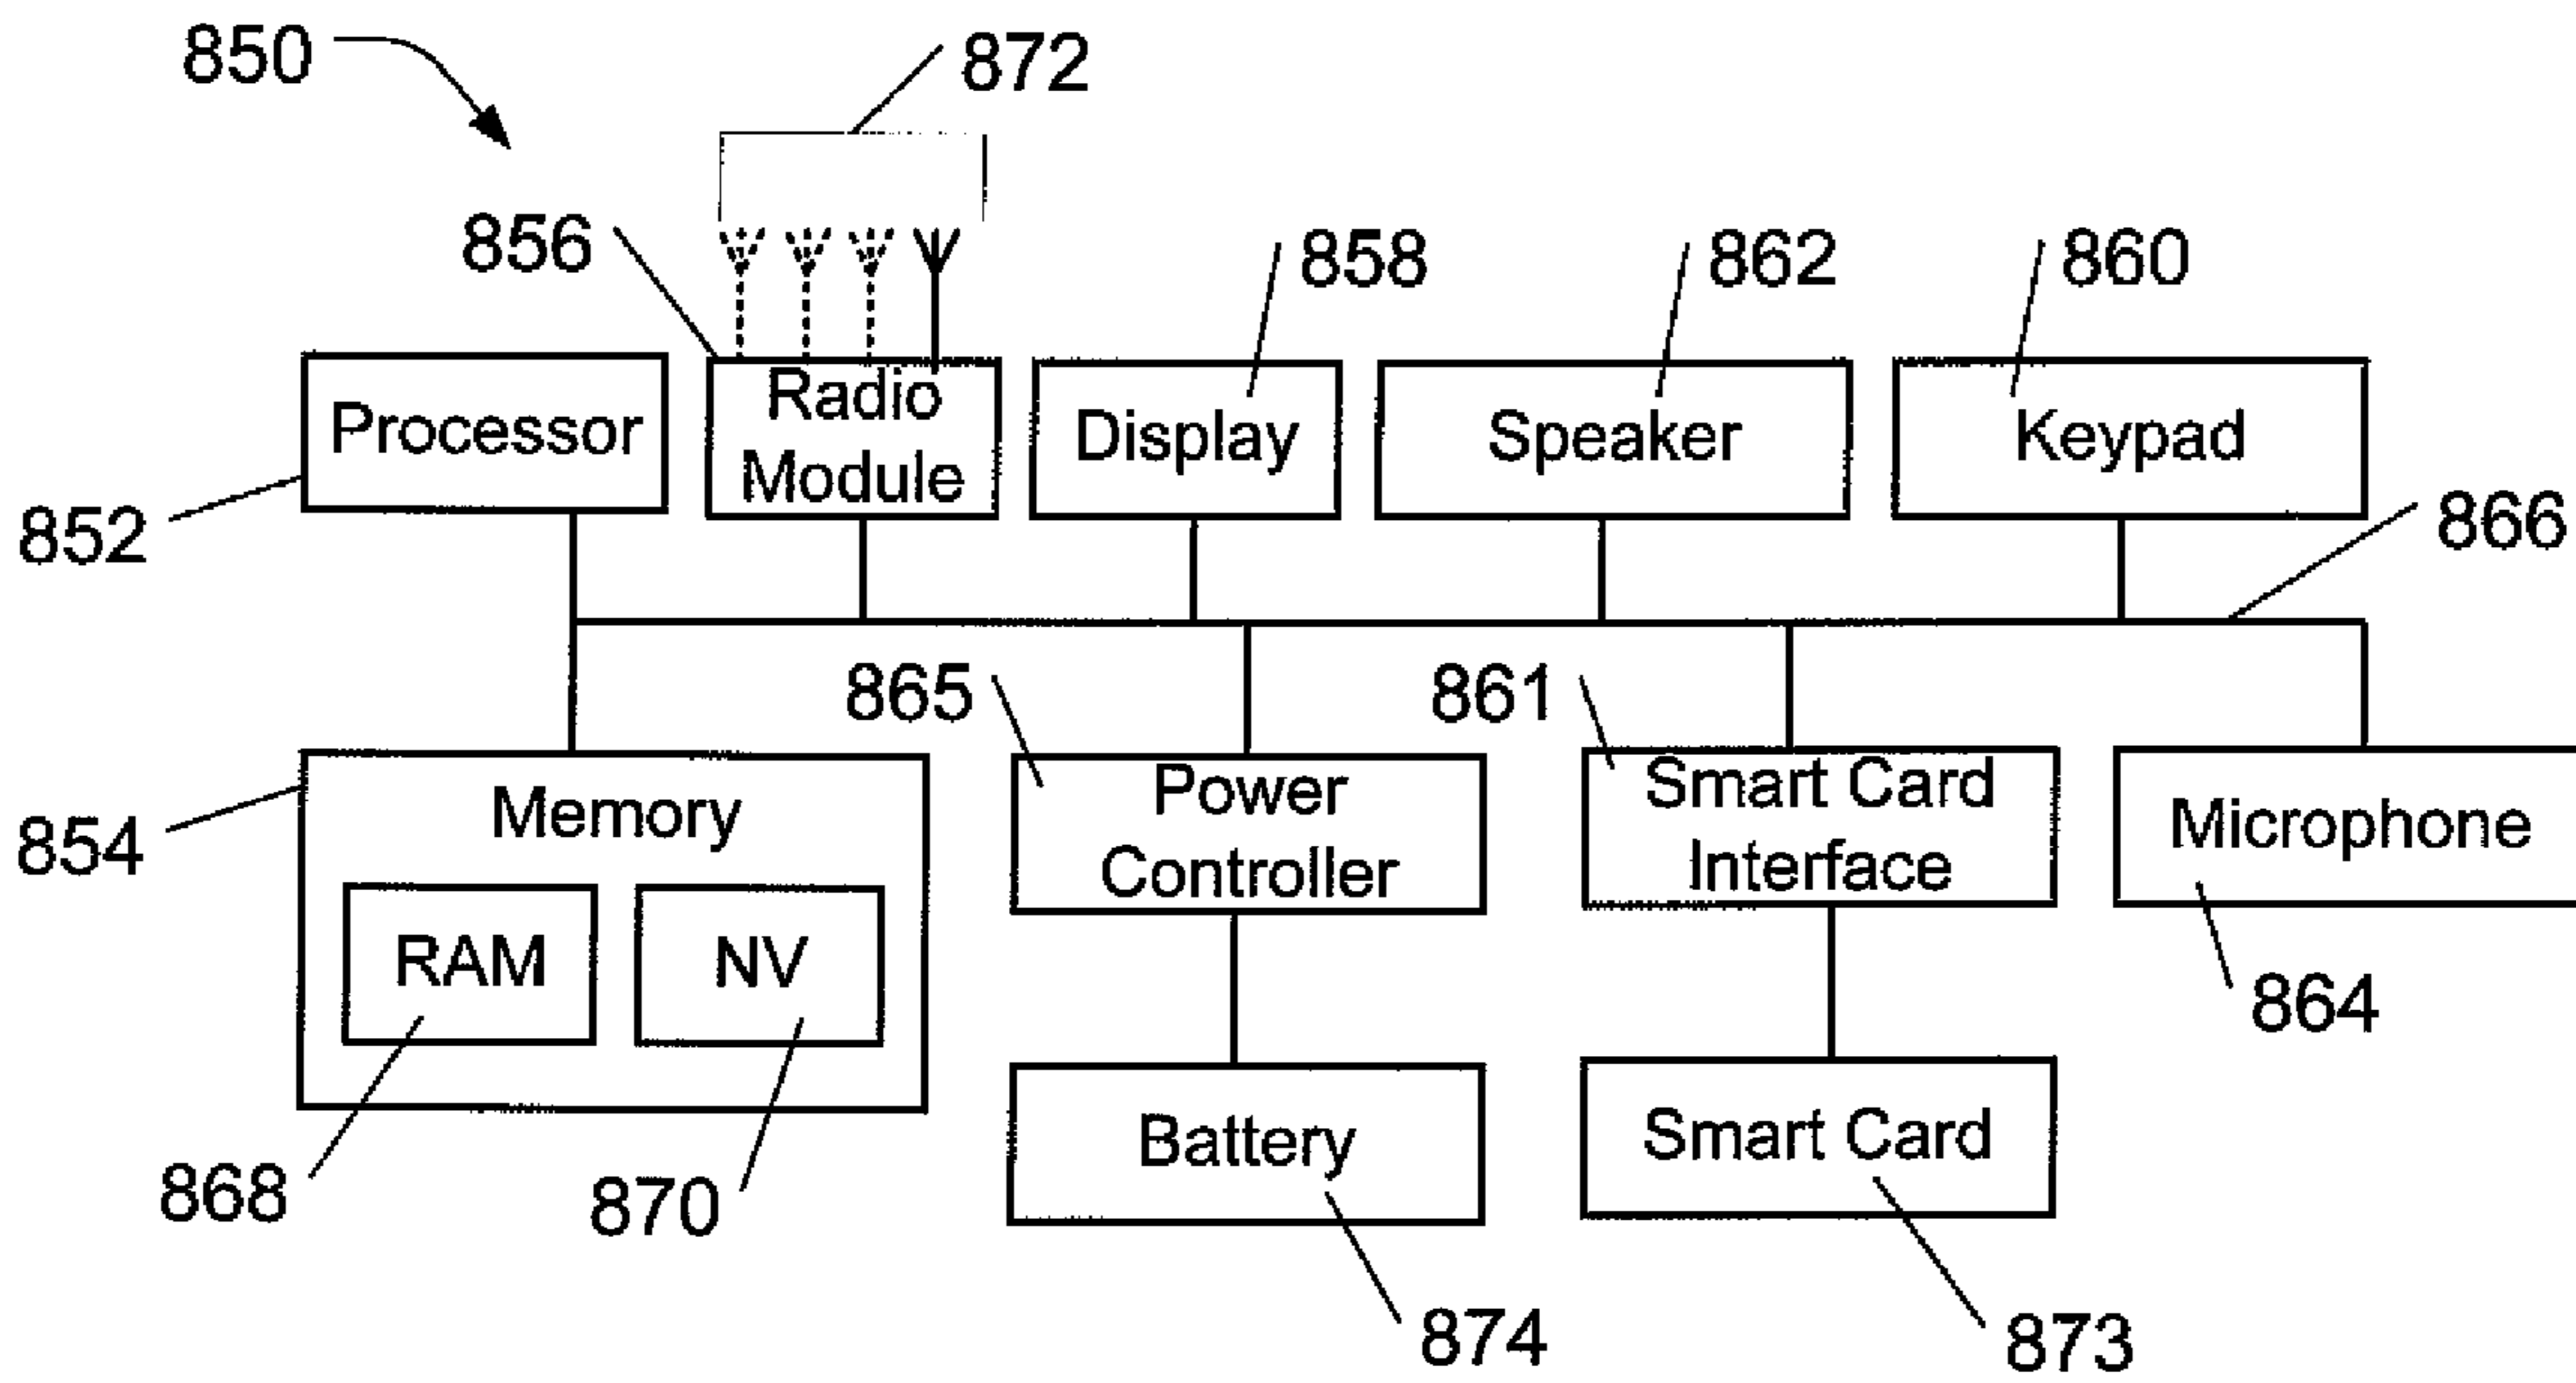 850
872
856
858
862
860
Processor
Radio
Module
Display
Speaker
Keypad
852
866
865
861
854
Memory
Power
Controller
Smart Card
Interface
Microphone
RAM
NV
864
868
870
Battery
Smart Card
874
873